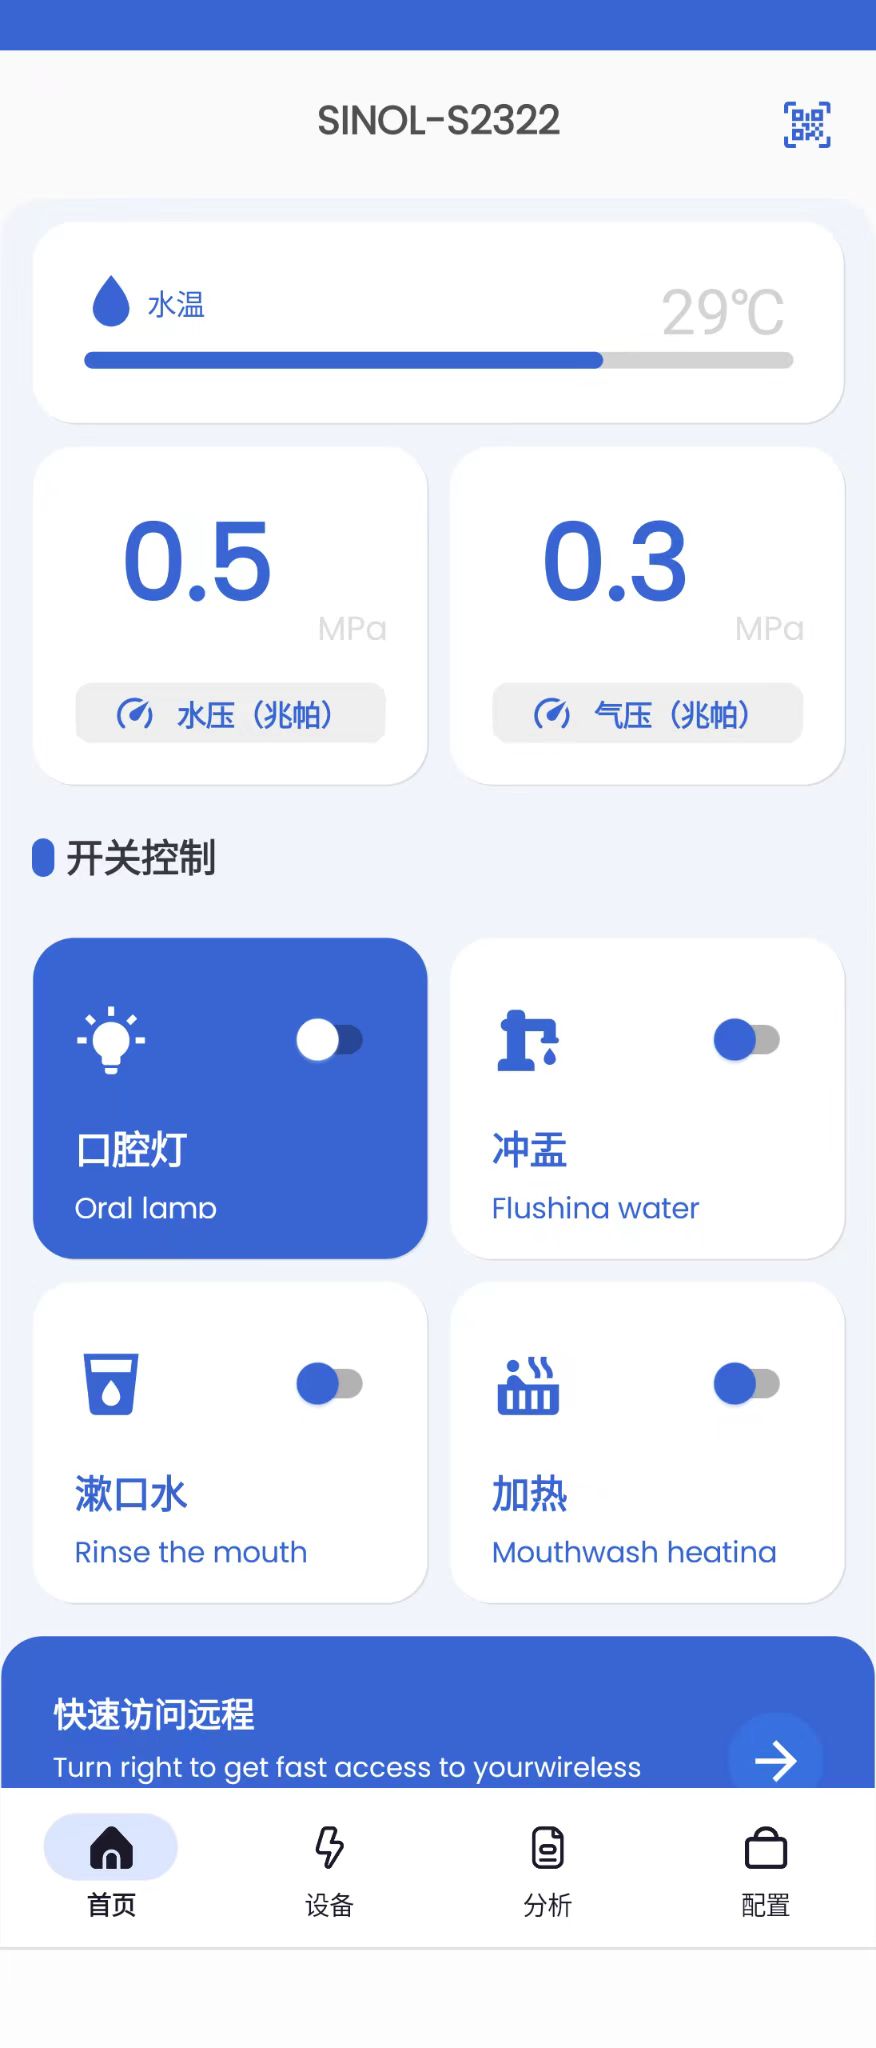 SINOL-S2322
水温
29℃
0.5
MPa
水压（兆帕）
0.3
MPa
气压（兆帕）
开关控制
口腔灯
Oral lamp
冲盂
Flushing water
漱口水
Rinse the mouth
加热
Mouthwash heating
快速访问远程
Turn right to get fast access to yourwireless
首页
设备
分析
配置